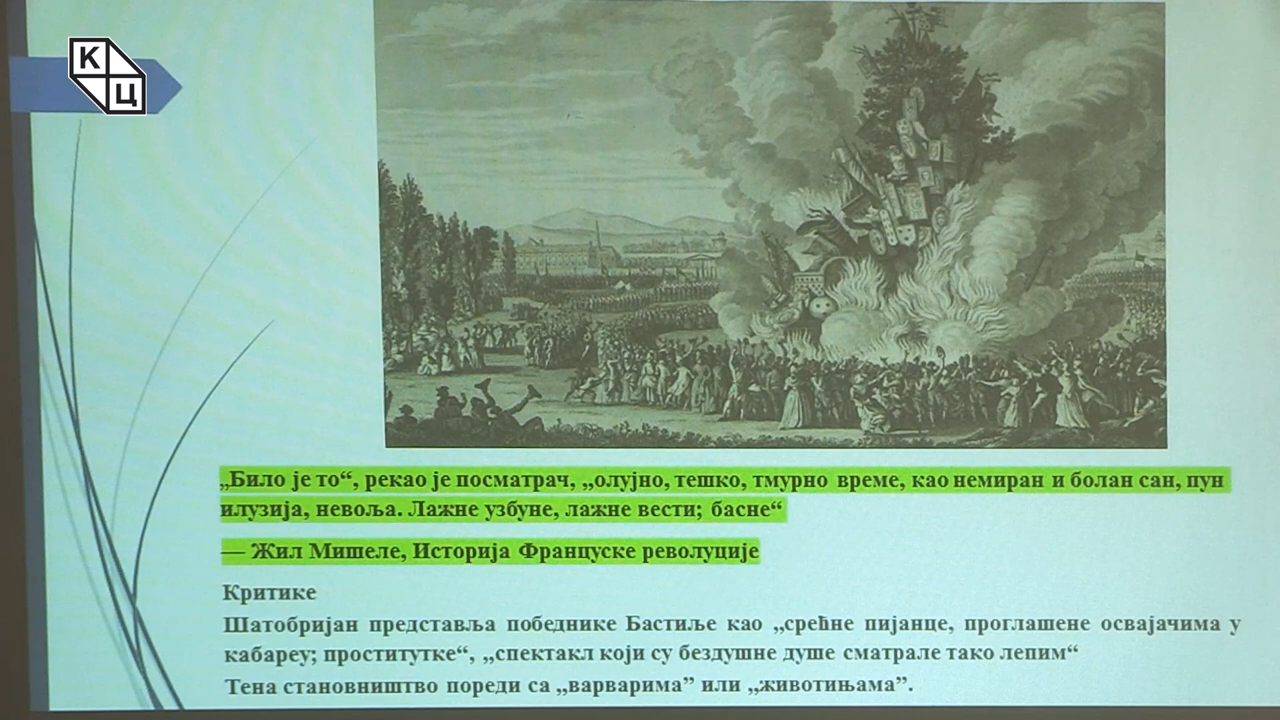 К
Ц
„Било је то“, рекао је посматрач, „олујно, тешко, тмурно време, као немиран и болан сан, пун
илузија, невоља. Лажне узбуне, лажне вести; басне“
— Жил Мишеле, Историја Француске револуције
Критике
Шатобријан представља победнике Бастиље као „срећне пијанце, проглашене освајачима у
кабареу; проститутке“, „спектакл који су бездушне душе сматрале тако лепим“
Тена становништво пореди са „варварима” или „животињама”.